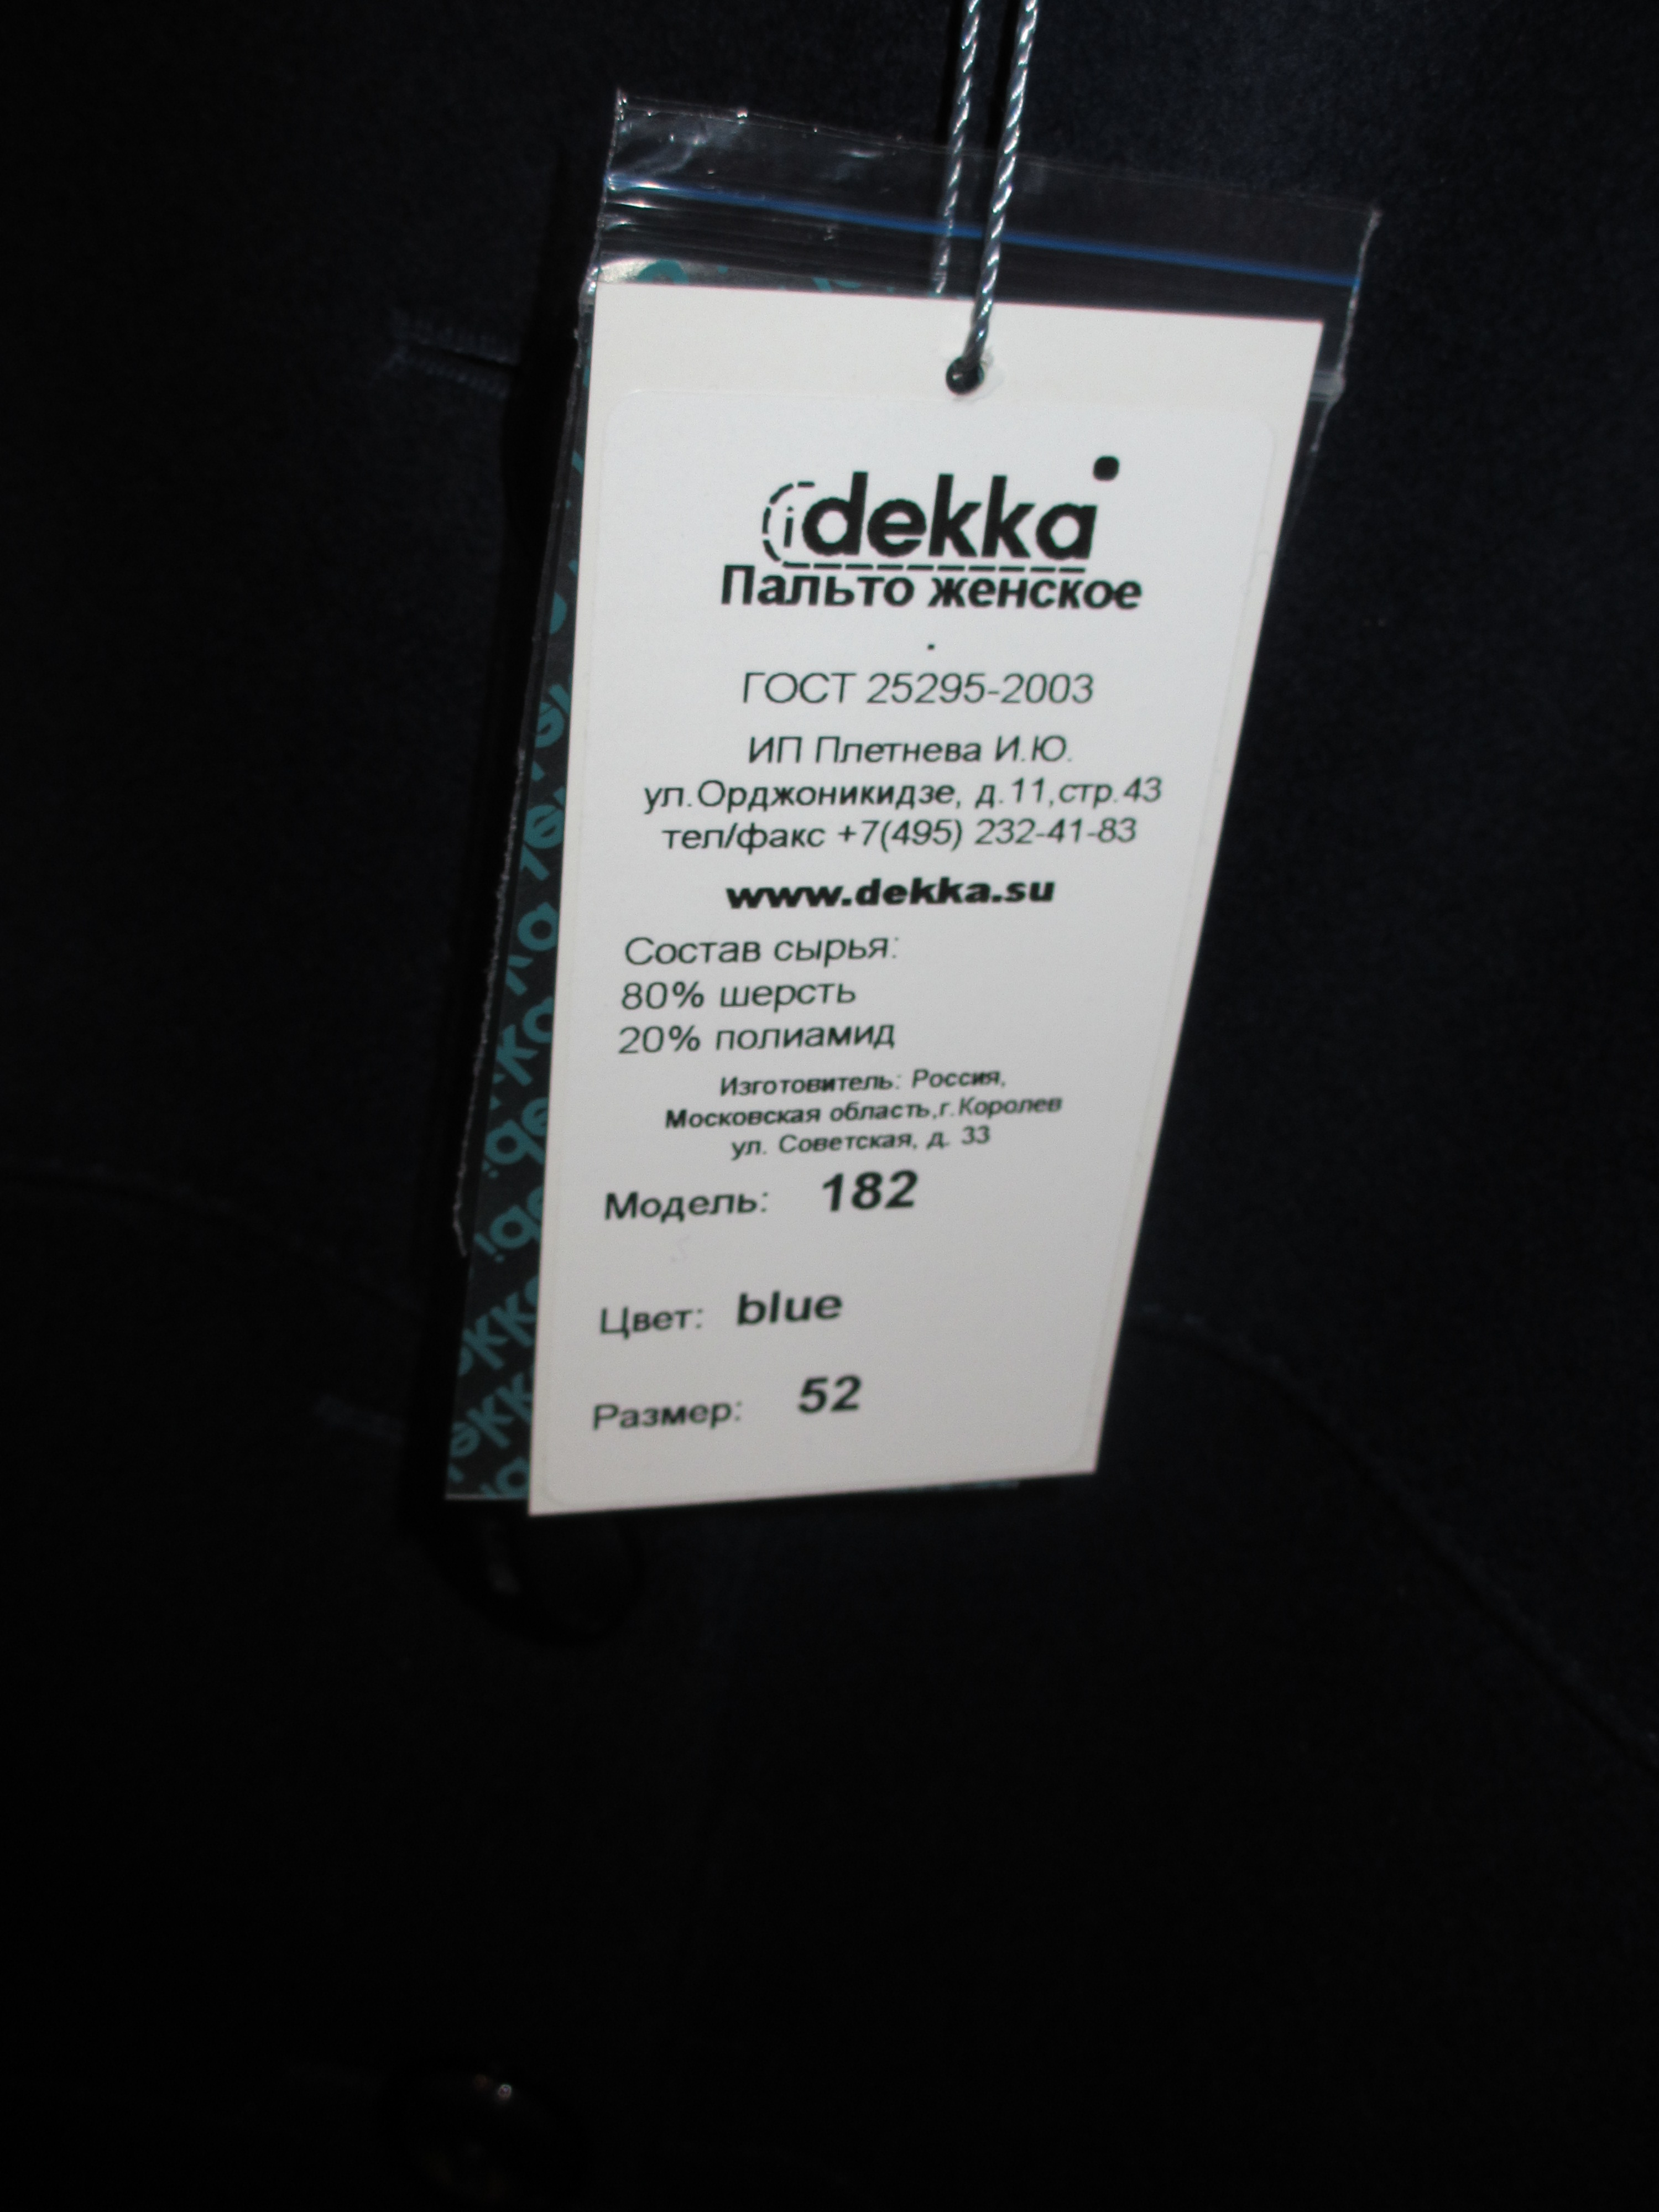 idekka
Пальто женское
.
ГОСТ 25295-2003
ИП Плетнева И.Ю.
ул.Орджоникидзе, д.11,стр.43
тел/факс +7(495) 232-41-83
www.dekka.su
Состав сырья:
80% шерсть
20% полиамид
Изготовитель: Россия,
Московская область,г.Королев
ул. Советская, д. 33
Модель: 182
Цвет: blue
Размер: 52